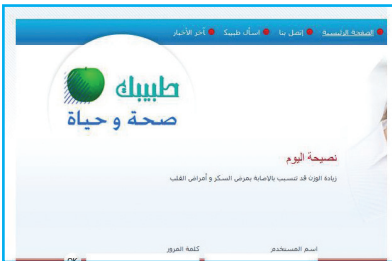 الصفحة الرئيسية  إتصل بنا  اسأل طبيبك  آخر الأخبار
طبيبك
صحة و حياة
نصيحة اليوم
زيادة الوزن قد تتسبب بالإصابة بمرض السكر و أمراض القلب
اسم المستخدم  كلمة المرور
OK